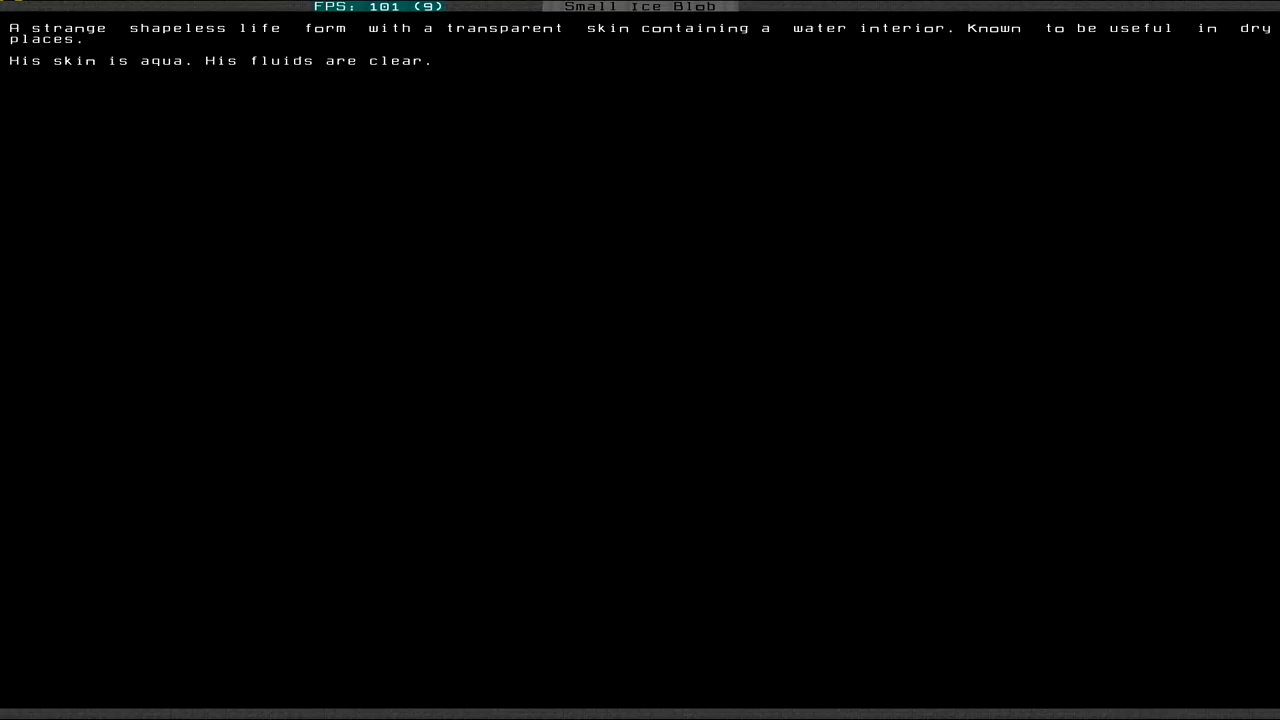 FPS: 101 (9) Small Ice Blob
A strange shapeless life form with a transparent skin containing a water interior. Known to be useful in dry
places.
His skin is aqua. His fluids are clear.